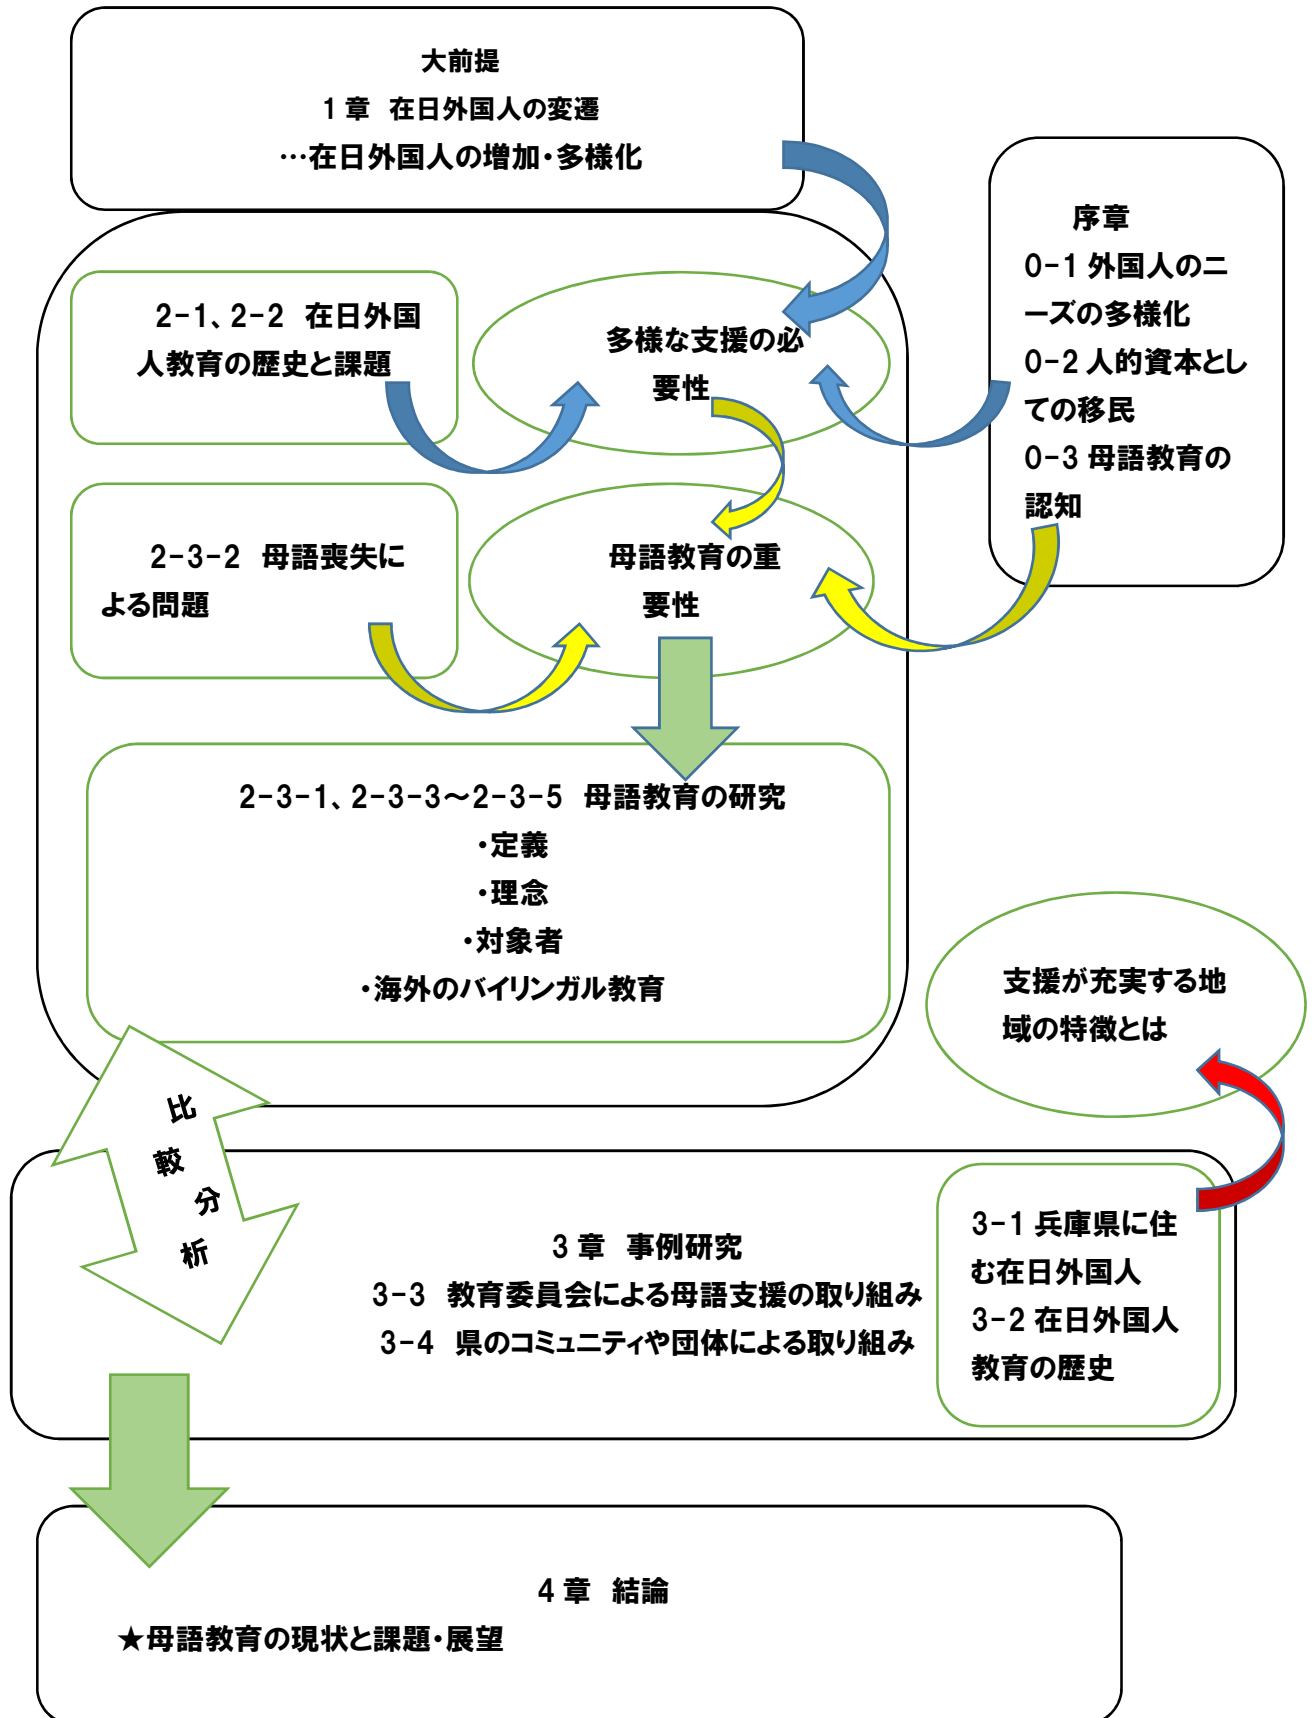 大前提
1章 在日外国人の変遷
…在日外国人の増加・多様化
序章
0-1 外国人のニ
ーズの多様化
0-2 人的資本とし
ての移民
0-3 母語教育の
認知
2-1、2-2 在日外国
人教育の歴史と課題
多様な支援の必
要性
2-3-2 母語喪失に
よる問題
母語教育の重
要性
2-3-1、2-3-3～2-3-5 母語教育の研究
・定義
・理念
・対象者
・海外のバイリンガル教育
支援が充実する地
域の特徴とは
比
較
分
析
3章 事例研究
3-3 教育委員会による母語支援の取り組み
3-4 県のコミュニティや団体による取り組み
3-1 兵庫県に住
む在日外国人
3-2 在日外国人
教育の歴史
4章 結論
★母語教育の現状と課題・展望